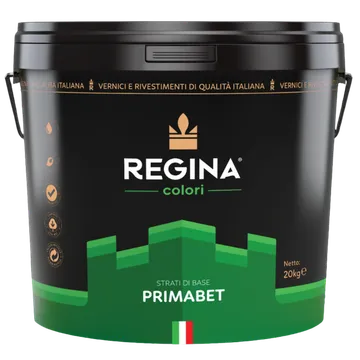 VERNICI E RIVESTIMENTI DI QUALITÀ ITALIANA
REGINA®
colori
STRATI DI BASE
PRIMABET
Netto:
20kg e